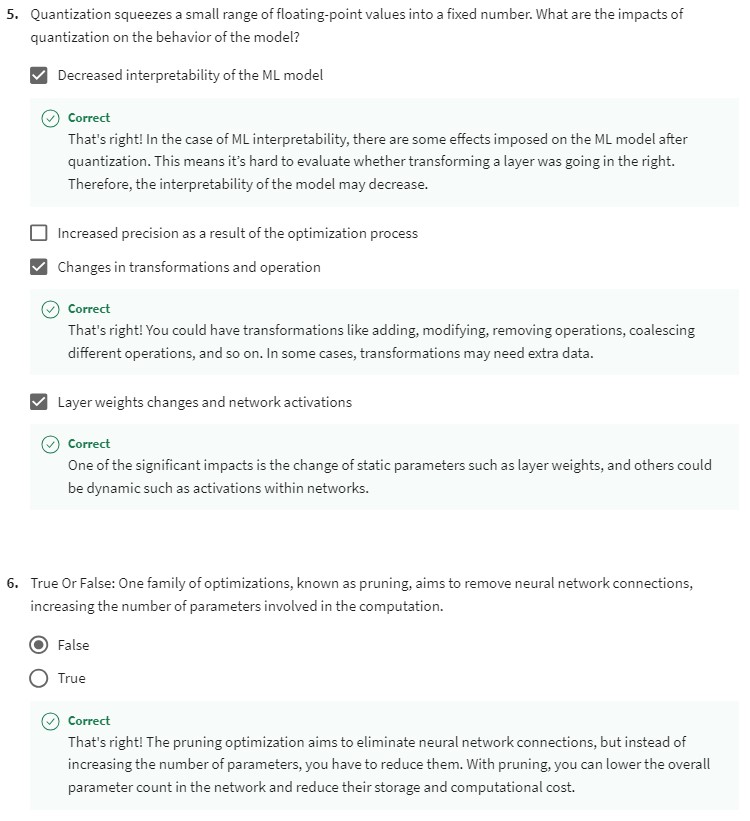 5. Quantization squeezes a small range of floating-point values into a fixed number. What are the impacts of
quantization on the behavior of the model?
Decreased interpretability of the ML model
Correct
That's right! In the case of ML interpretability, there are some effects imposed on the ML model after
quantization. This means it's hard to evaluate whether transforming a layer was going in the right.
Therefore, the interpretability of the model may decrease.
Increased precision as a result of the optimization process
Changes in transformations and operation
Correct
That's right! You could have transformations like adding, modifying, removing operations, coalescing
different operations, and so on. In some cases, transformations may need extra data.
Layer weights changes and network activations
Correct
One of the significant impacts is the change of static parameters such as layer weights, and others could
be dynamic such as activations within networks.
6. True Or False: One family of optimizations, known as pruning, aims to remove neural network connections,
increasing the number of parameters involved in the computation.
False
True
Correct
That's right! The pruning optimization aims to eliminate neural network connections, but instead of
increasing the number of parameters, you have to reduce them. With pruning, you can lower the overall
parameter count in the network and reduce their storage and computational cost.